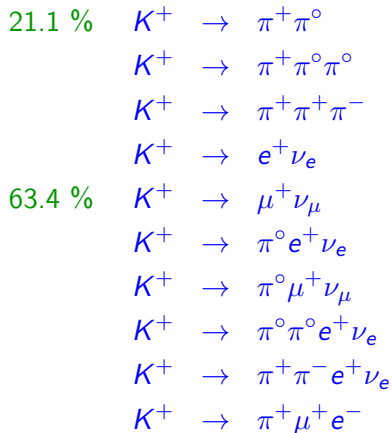 21.1 % K⁺ → π⁺π°
K⁺ → π⁺π°π°
K⁺ → π⁺π⁺π⁻
K⁺ → e⁺νₑ
63.4 % K⁺ → μ⁺ν_μ
K⁺ → π°e⁺νₑ
K⁺ → π°μ⁺ν_μ
K⁺ → π°π°e⁺νₑ
K⁺ → π⁺π⁻e⁺νₑ
K⁺ → π⁺μ⁺e⁻